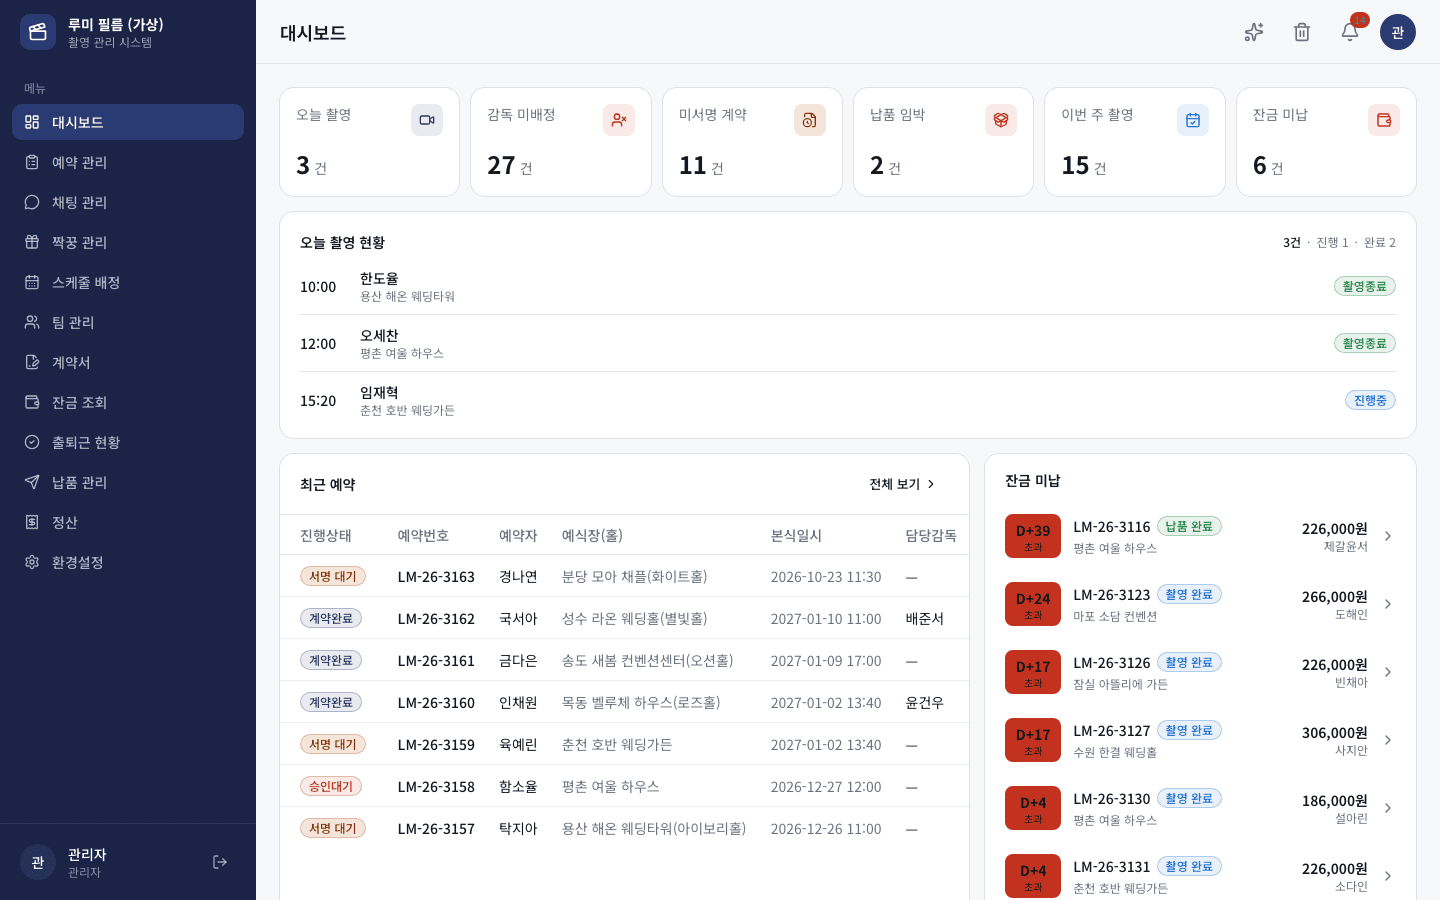 루미 필름 (가상)
촬영 관리 시스템
메뉴
대시보드
예약 관리
채팅 관리
짝꿍 관리
스케줄 배정
팀 관리
계약서
잔금 조회
출퇴근 현황
납품 관리
정산
환경설정
관
관리자
관리자
대시보드
관
오늘 촬영
3 건
감독 미배정
27 건
미서명 계약
11 건
납품 임박
2 건
이번 주 촬영
15 건
잔금 미납
6 건
오늘 촬영 현황
3건 · 진행 1 · 완료 2
10:00 한도율 촬영종료
용산 해온 웨딩타워
12:00 오세찬 촬영종료
평촌 여울 하우스
15:20 임재혁 진행중
춘천 호반 웨딩가든
최근 예약
전체 보기
진행상태 예약번호 예약자 예식장(홀) 본식일시 담당감독
서명 대기 LM-26-3163 경나연 분당 모아 채플(화이트홀) 2026-10-23 11:30 —
계약완료 LM-26-3162 국서아 성수 라온 웨딩홀(별빛홀) 2027-01-10 11:00 배준서
계약완료 LM-26-3161 금다은 송도 새봄 컨벤션센터(오션홀) 2027-01-09 17:00 —
계약완료 LM-26-3160 인채원 목동 벨루체 하우스(로즈홀) 2027-01-02 13:40 윤건우
서명 대기 LM-26-3159 육예린 춘천 호반 웨딩가든 2027-01-02 13:40 —
승인대기 LM-26-3158 함소율 평촌 여울 하우스 2026-12-27 12:00 —
서명 대기 LM-26-3157 탁지아 용산 해온 웨딩타워(아이보리홀) 2026-12-26 11:00 —
잔금 미납
D+39 LM-26-3116 납품 완료 226,000원
초과 평촌 여울 하우스 제갈윤서
D+24 LM-26-3123 촬영 완료 266,000원
초과 마포 소담 컨벤션 도해인
D+17 LM-26-3126 촬영 완료 226,000원
초과 잠실 아뜰리에 가든 빈채아
D+17 LM-26-3127 촬영 완료 306,000원
초과 수원 한결 웨딩홀 사지안
D+4 LM-26-3130 촬영 완료 186,000원
초과 평촌 여울 하우스 설아린
D+4 LM-26-3131 촬영 완료 226,000원
초과 춘천 호반 웨딩가든 소다인